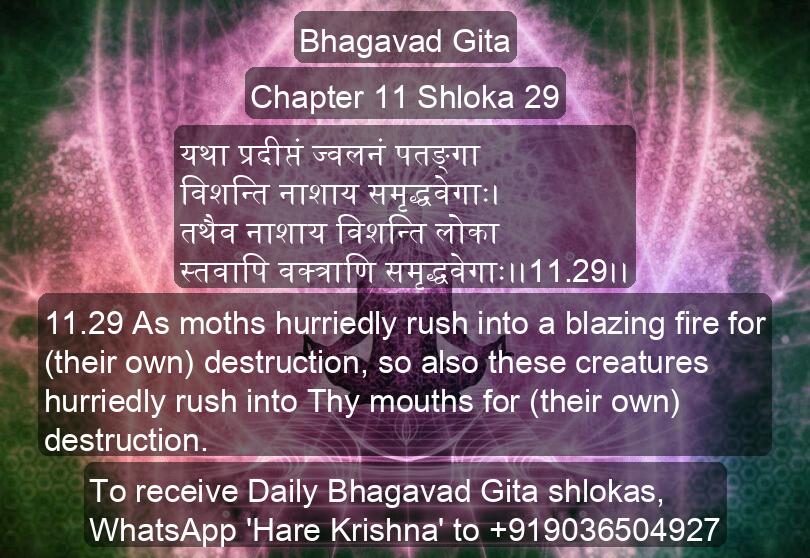 Bhagavad Gita
Chapter 11 Shloka 29
यथा प्रदीप्तं ज्वलनं पतङ्गा
विशन्ति नाशाय समृद्धवेगाः।
तथैव नाशाय विशन्ति लोका
स्तवापि वक्त्राणि समृद्धवेगाः।।11.29।।
11.29 As moths hurriedly rush into a blazing fire for
(their own) destruction, so also these creatures
hurriedly rush into Thy mouths for (their own)
destruction.
To receive Daily Bhagavad Gita shlokas,
WhatsApp 'Hare Krishna' to +919036504927